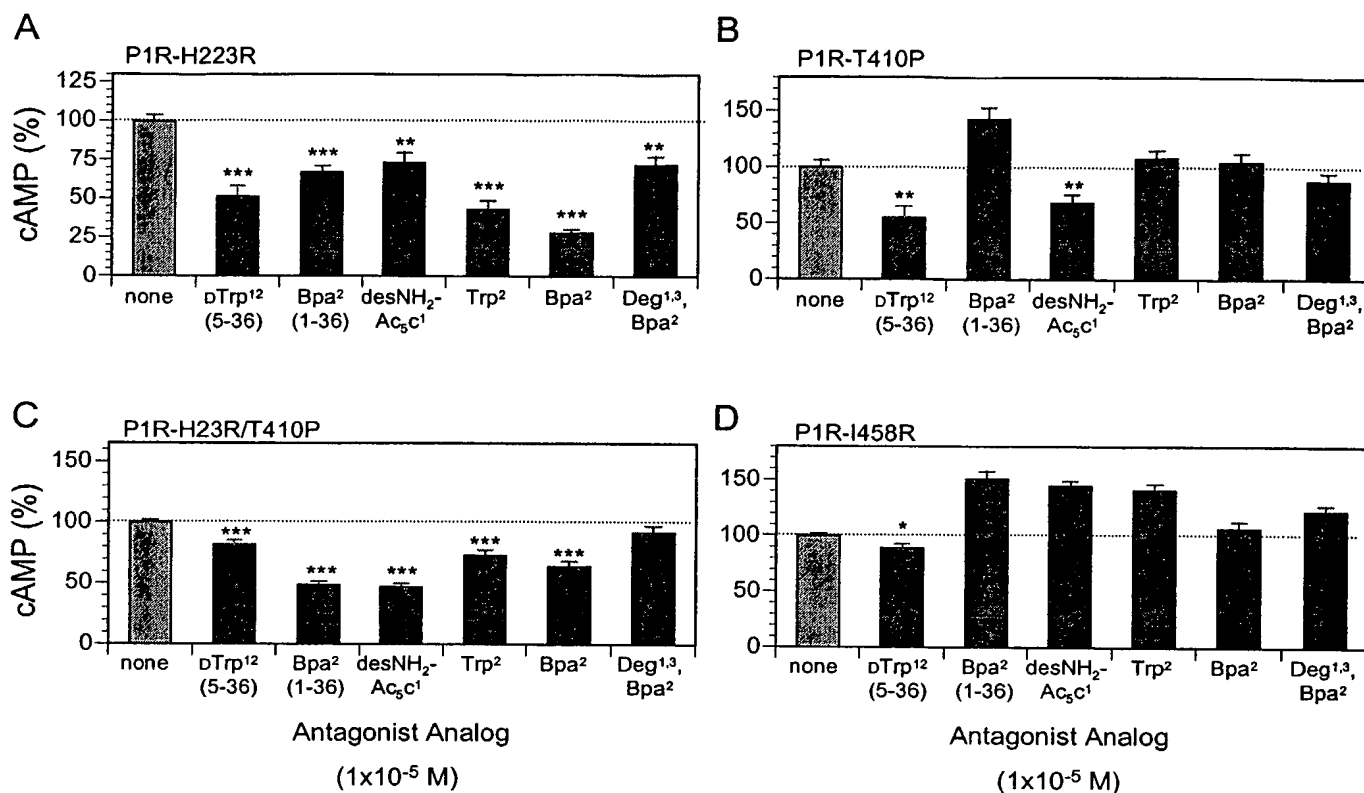 A
P1R-H223R
cAMP (%)
125
100
75
50
25
0
***
***
**
***
***
**
none
DTrp¹²
(5-36)
Bpa²
(1-36)
desNH₂-
Ac₅c¹
Trp²
Bpa²
Deg¹,³,
Bpa²
B
P1R-T410P
150
100
50
0
**
**
none
DTrp¹²
(5-36)
Bpa²
(1-36)
desNH₂-
Ac₅c¹
Trp²
Bpa²
Deg¹,³,
Bpa²
C
P1R-H23R/T410P
cAMP (%)
150
100
50
0
***
***
***
***
***
none
DTrp¹²
(5-36)
Bpa²
(1-36)
desNH₂-
Ac₅c¹
Trp²
Bpa²
Deg¹,³,
Bpa²
Antagonist Analog
(1x10⁻⁵ M)
D
P1R-I458R
150
100
50
0
*
none
DTrp¹²
(5-36)
Bpa²
(1-36)
desNH₂-
Ac₅c¹
Trp²
Bpa²
Deg¹,³,
Bpa²
Antagonist Analog
(1x10⁻⁵ M)